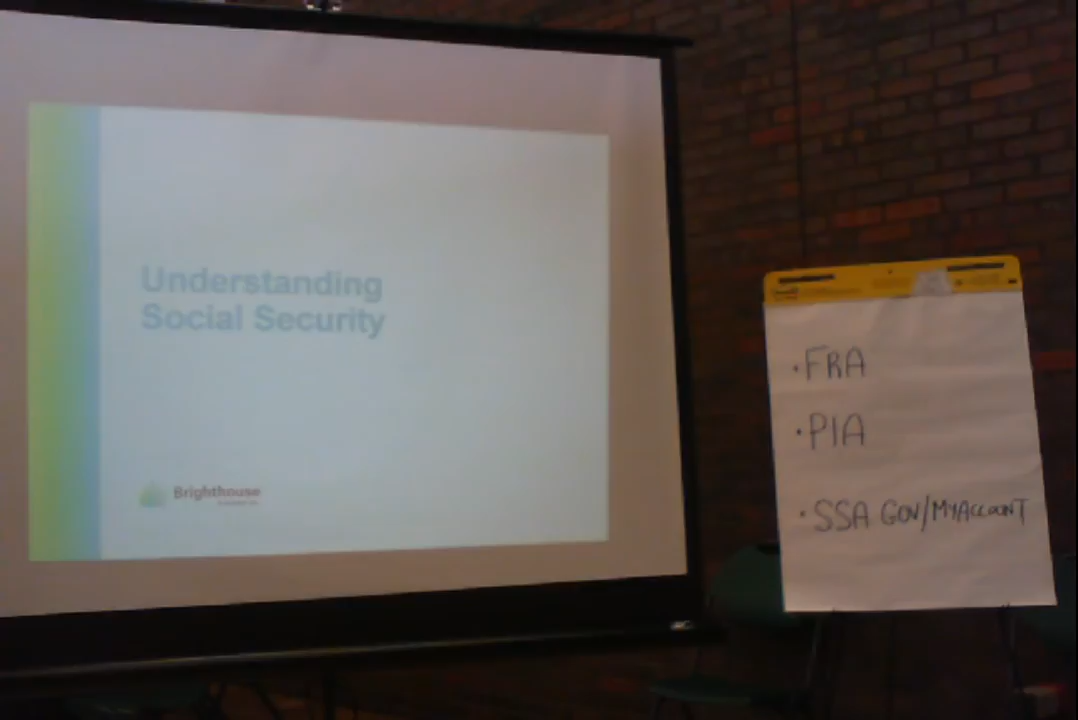 Understanding
Social Security
Brighthouse
·FRA
·PIA
·SSA GOV/MYACCOUNT